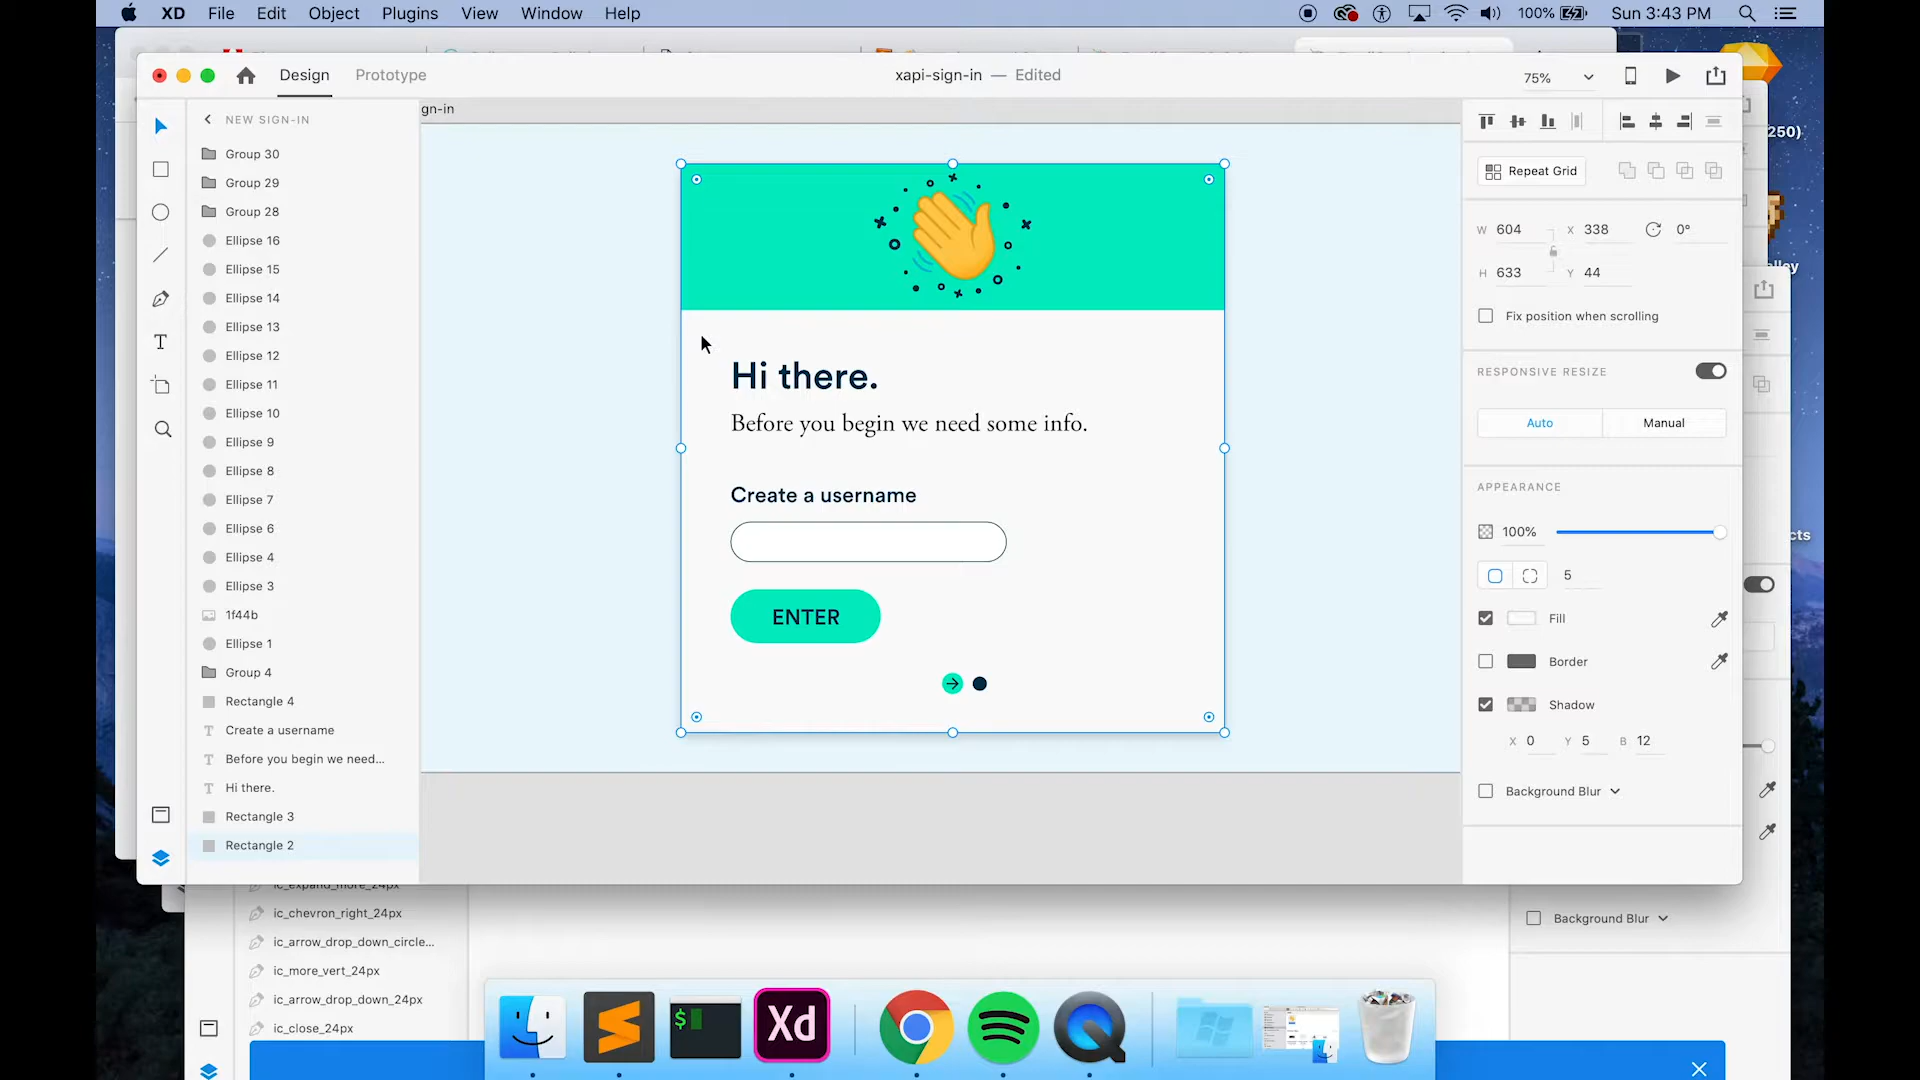 XD File Edit Object Plugins View Window Help
100% Sun 3:43 PM
Design Prototype
xapi-sign-in — Edited
75%
NEW SIGN-IN
gn-in
Group 30
Group 29
Group 28
Ellipse 16
Ellipse 15
Ellipse 14
Ellipse 13
Ellipse 12
Ellipse 11
Ellipse 10
Ellipse 9
Ellipse 8
Ellipse 7
Ellipse 6
Ellipse 4
Ellipse 3
1f44b
Ellipse 1
Group 4
Rectangle 4
Create a username
Before you begin we need...
Hi there.
Rectangle 3
Rectangle 2
Hi there.
Before you begin we need some info.
Create a username
ENTER
Repeat Grid
W 604 X 338 0°
H 633 Y 44
Fix position when scrolling
RESPONSIVE RESIZE
Auto Manual
APPEARANCE
100%
5
Fill
Border
Shadow
X 0 Y 5 B 12
Background Blur
250)
lley
cts
ic_expand_more_24px
ic_chevron_right_24px
ic_arrow_drop_down_circle...
ic_more_vert_24px
ic_arrow_drop_down_24px
ic_close_24px
Background Blur
$
Xd